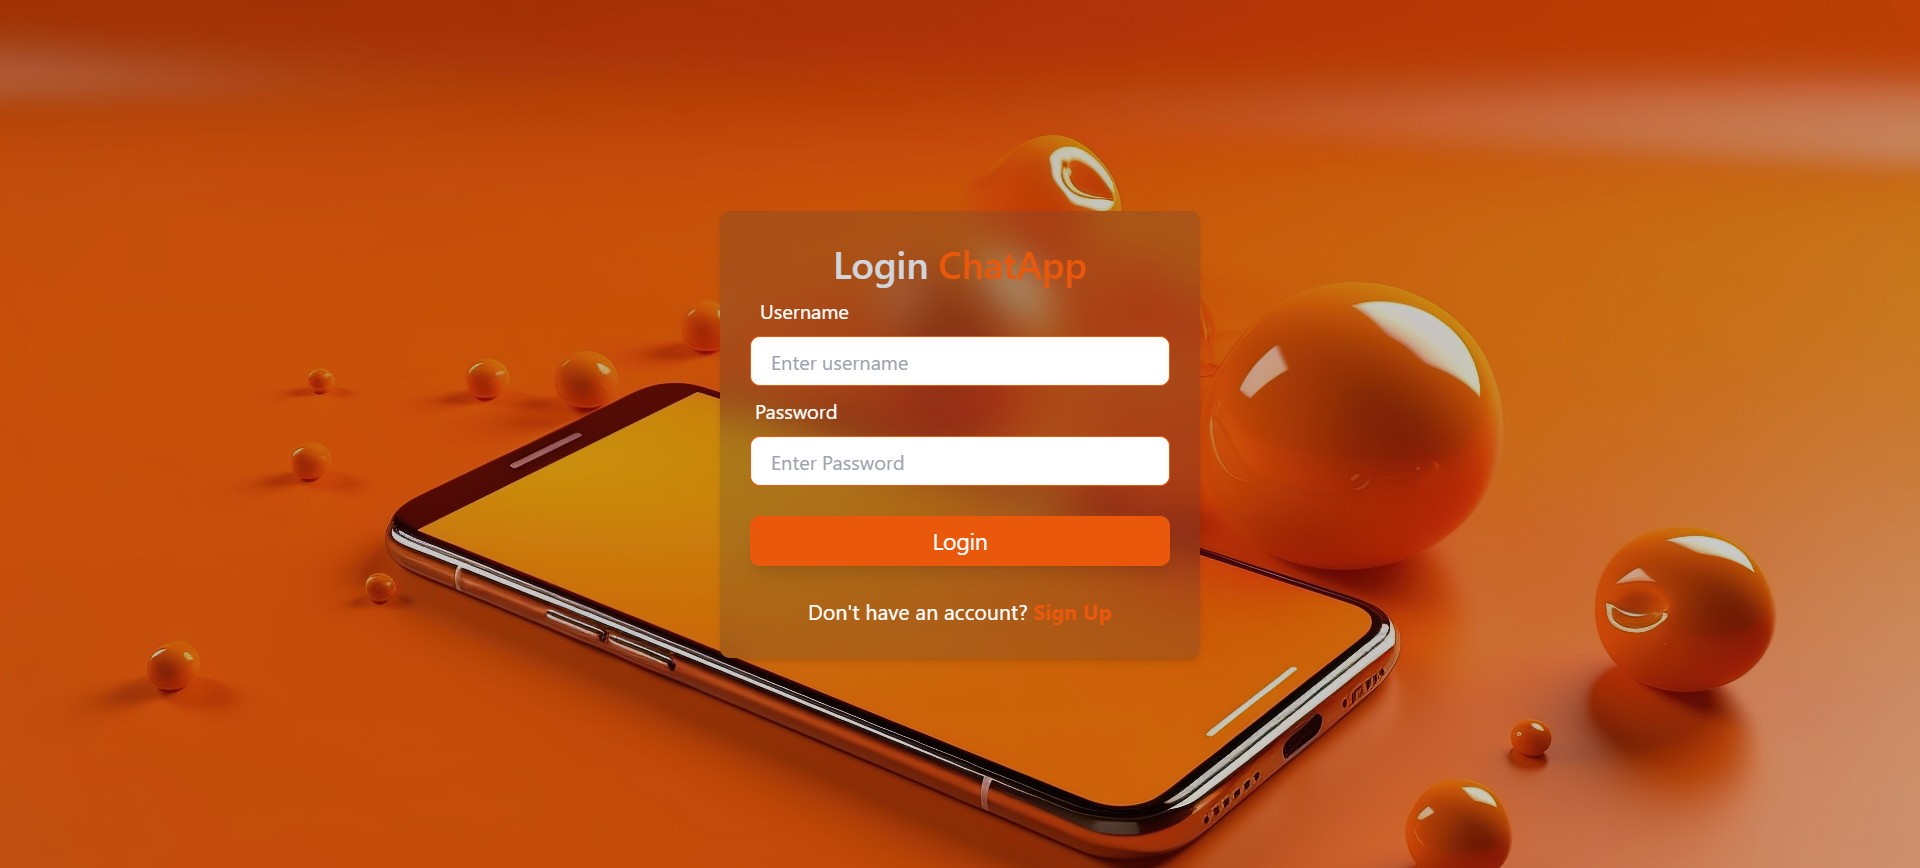 Login ChatApp
Username
Enter username
Password
Enter Password
Login
Don't have an account? Sign Up